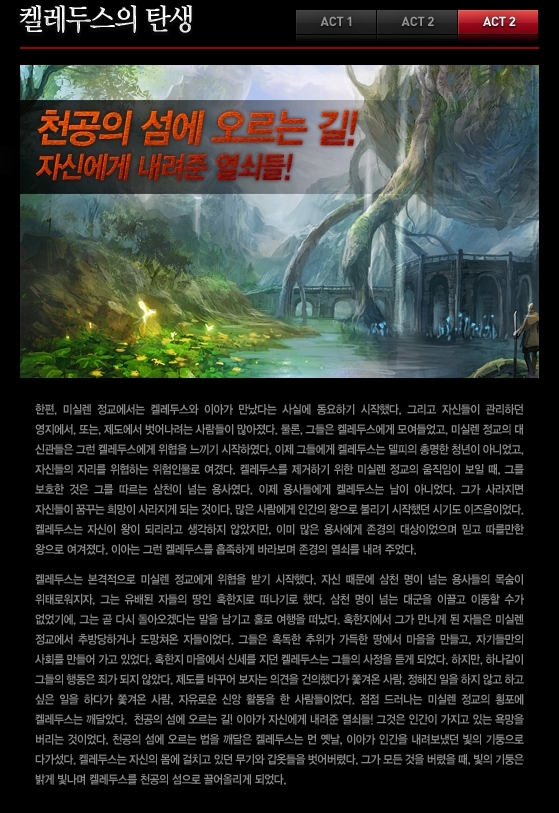 켈레두스의 탄생
ACT 1
ACT 2
ACT 2
천공의 섬에 오르는 길!
자신에게 내려준 열쇠들!
한편, 미실렌 정교에서는 켈레두스와 이아가 만났다는 사실에 동요하기 시작했다. 그리고 자신들이 관리하던
영지에서, 또는, 제도에서 벗어나려는 사람들이 많아졌다. 물론, 그들은 켈레두스에게 모여들었고, 미실렌 정교의 대
신관들은 그런 켈레두스에게 위협을 느끼기 시작하였다. 이제 그들에게 켈레두스는 델피의 총명한 청년이 아니었고,
자신들의 자리를 위협하는 위험인물로 여겼다. 켈레두스를 제거하기 위한 미실렌 정교의 움직임이 보일 때, 그를
보호한 것은 그를 따르는 삼천이 넘는 용사였다. 이제 용사들에게 켈레두스는 남이 아니었다. 그가 사라지면
자신들이 꿈꾸는 희망이 사라지게 되는 것이다. 많은 사람에게 인간의 왕으로 불리기 시작했던 시기도 이즈음이었다.
켈레두스는 자신이 왕이 되리라고 생각하지 않았지만, 이미 많은 용사에게 존경의 대상이었으며 믿고 따를만한
왕으로 여겨졌다. 이아는 그런 켈레두스를 흡족하게 바라보며 존경의 열쇠를 내려 주었다.
켈레두스는 본격적으로 미실렌 정교에게 위협을 받기 시작했다. 자신 때문에 삼천 명이 넘는 용사들의 목숨이
위태로워지자, 그는 유배된 자들의 땅인 혹한지로 떠나기로 했다. 삼천 명이 넘는 대군을 이끌고 이동할 수가
없었기에, 그는 곧 다시 돌아오겠다는 말을 남기고 홀로 여행을 떠났다. 혹한지에서 그가 만나게 된 자들은 미실렌
정교에서 추방당하거나 도망쳐온 자들이었다. 그들은 혹독한 추위가 가득한 땅에서 마을을 만들고, 자기들만의
사회를 만들어 가고 있었다. 혹한지 마을에서 신세를 지던 켈레두스는 그들의 사정을 듣게 되었다. 하지만, 하나같이
그들의 행동은 죄가 되지 않았다. 제도를 바꾸어 보자는 의견을 건의했다가 쫓겨온 사람, 정해진 일을 하지 않고 하고
싶은 일을 하다가 쫓겨온 사람, 자유로운 신앙 활동을 한 사람들이었다. 점점 드러나는 미실렌 정교의 횡포에
켈레두스는 깨달았다. 천공의 섬에 오르는 길! 이아가 자신에게 내려준 열쇠들! 그것은 인간이 가지고 있는 욕망을
버리는 것이었다. 천공의 섬에 오르는 법을 깨달은 켈레두스는 먼 옛날, 이아가 인간을 내려보냈던 빛의 기둥으로
다가섰다. 켈레두스는 자신의 몸에 걸치고 있던 무기와 갑옷들을 벗어버렸다. 그가 모든 것을 버렸을 때, 빛의 기둥은
밝게 빛나며 켈레두스를 천공의 섬으로 끌어올리게 되었다.